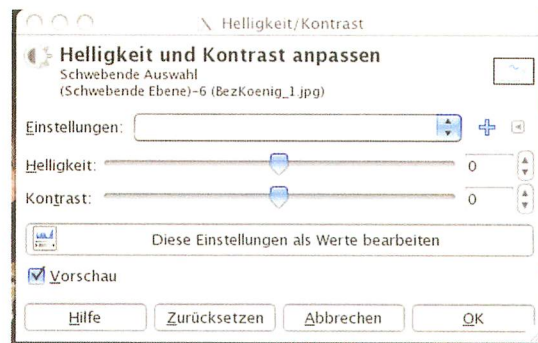 Helligkeit/Kontrast
Helligkeit und Kontrast anpassen
Schwebende Auswahl
(Schwebende Ebene)-6 (BezKoenig_1.jpg)
Einstellungen:
Helligkeit: 0
Kontrast: 0
Diese Einstellungen als Werte bearbeiten
Vorschau
Hilfe Zurücksetzen Abbrechen OK